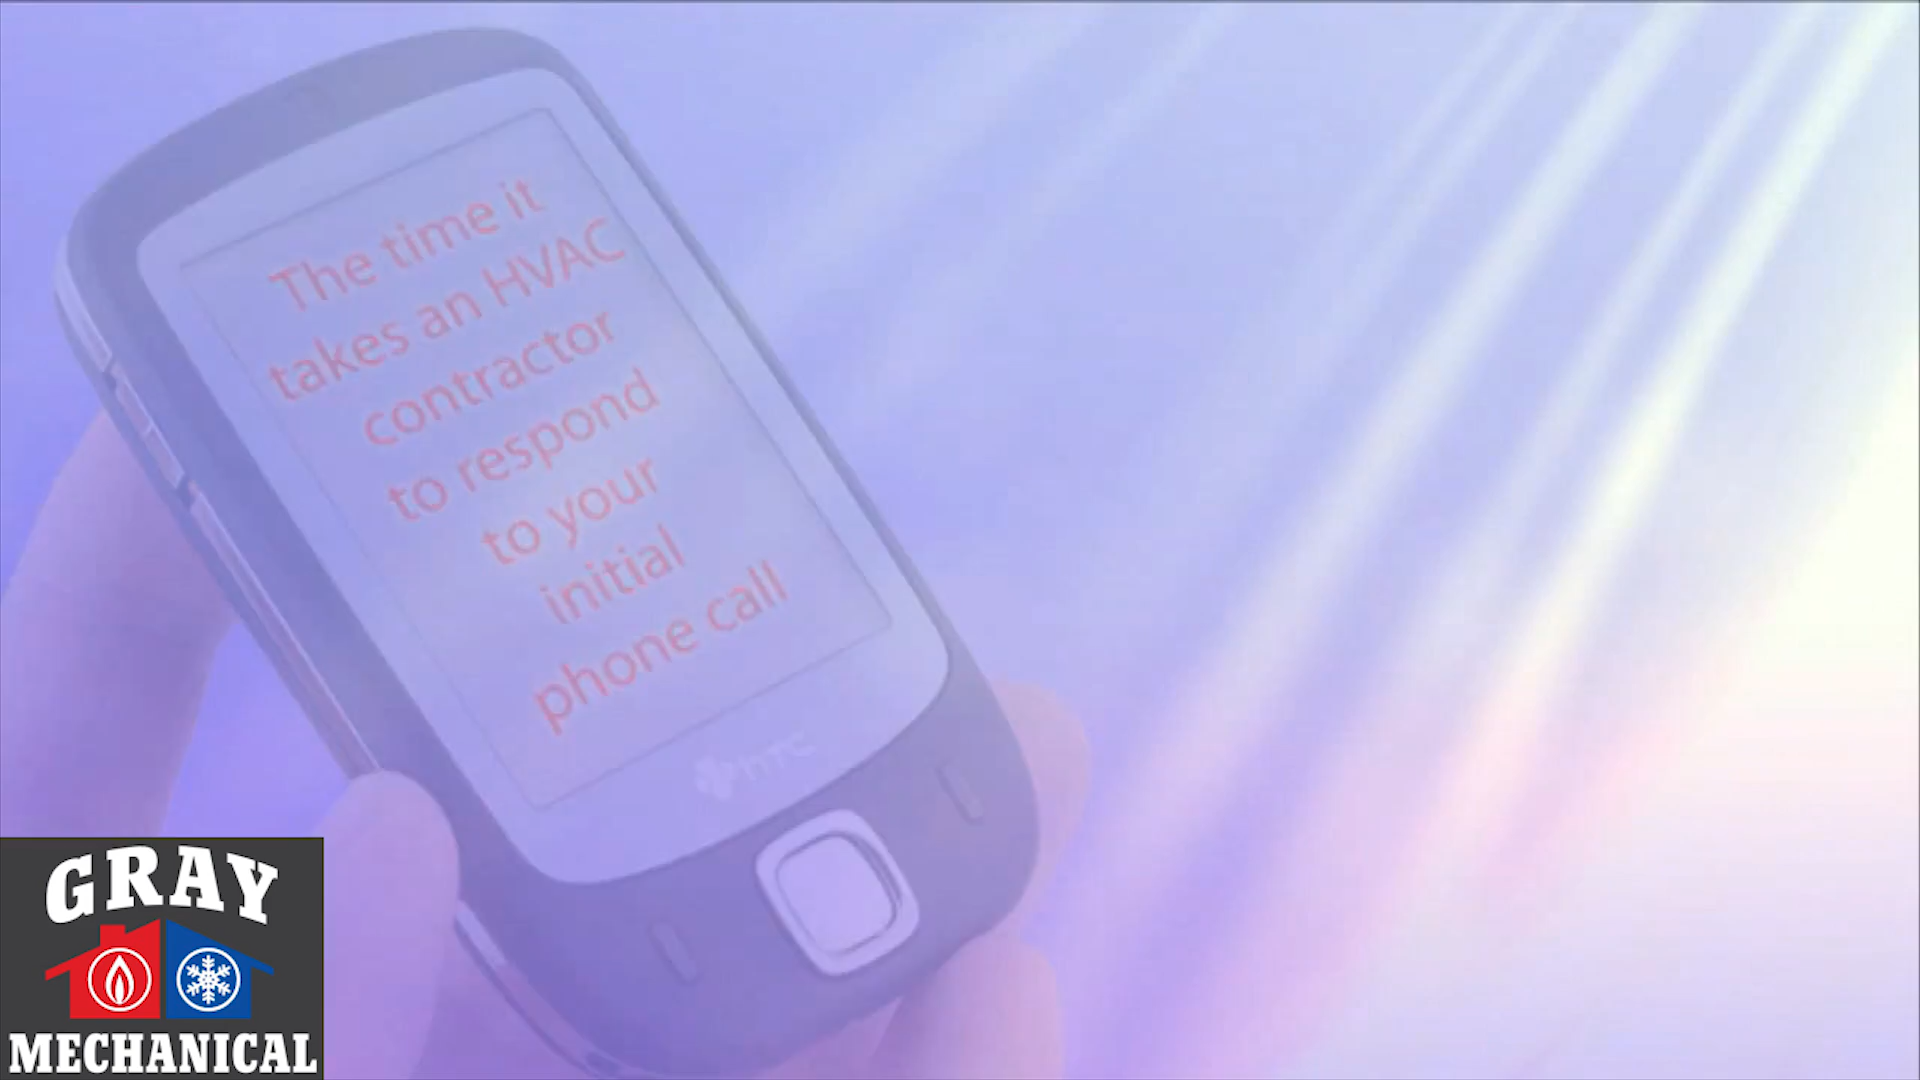 The time it
takes an HVAC
contractor
to respond
to your
initial
phone call
hTC
GRAY
MECHANICAL